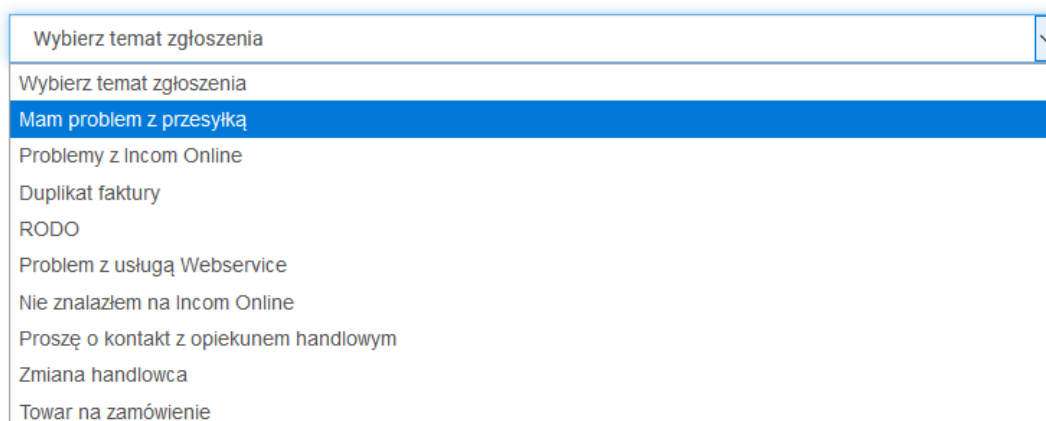 Wybierz temat zgłoszenia
Wybierz temat zgłoszenia
Mam problem z przesyłką
Problemy z Incom Online
Duplikat faktury
RODO
Problem z usługą Webservice
Nie znalazłem na Incom Online
Proszę o kontakt z opiekunem handlowym
Zmiana handlowca
Towar na zamówienie